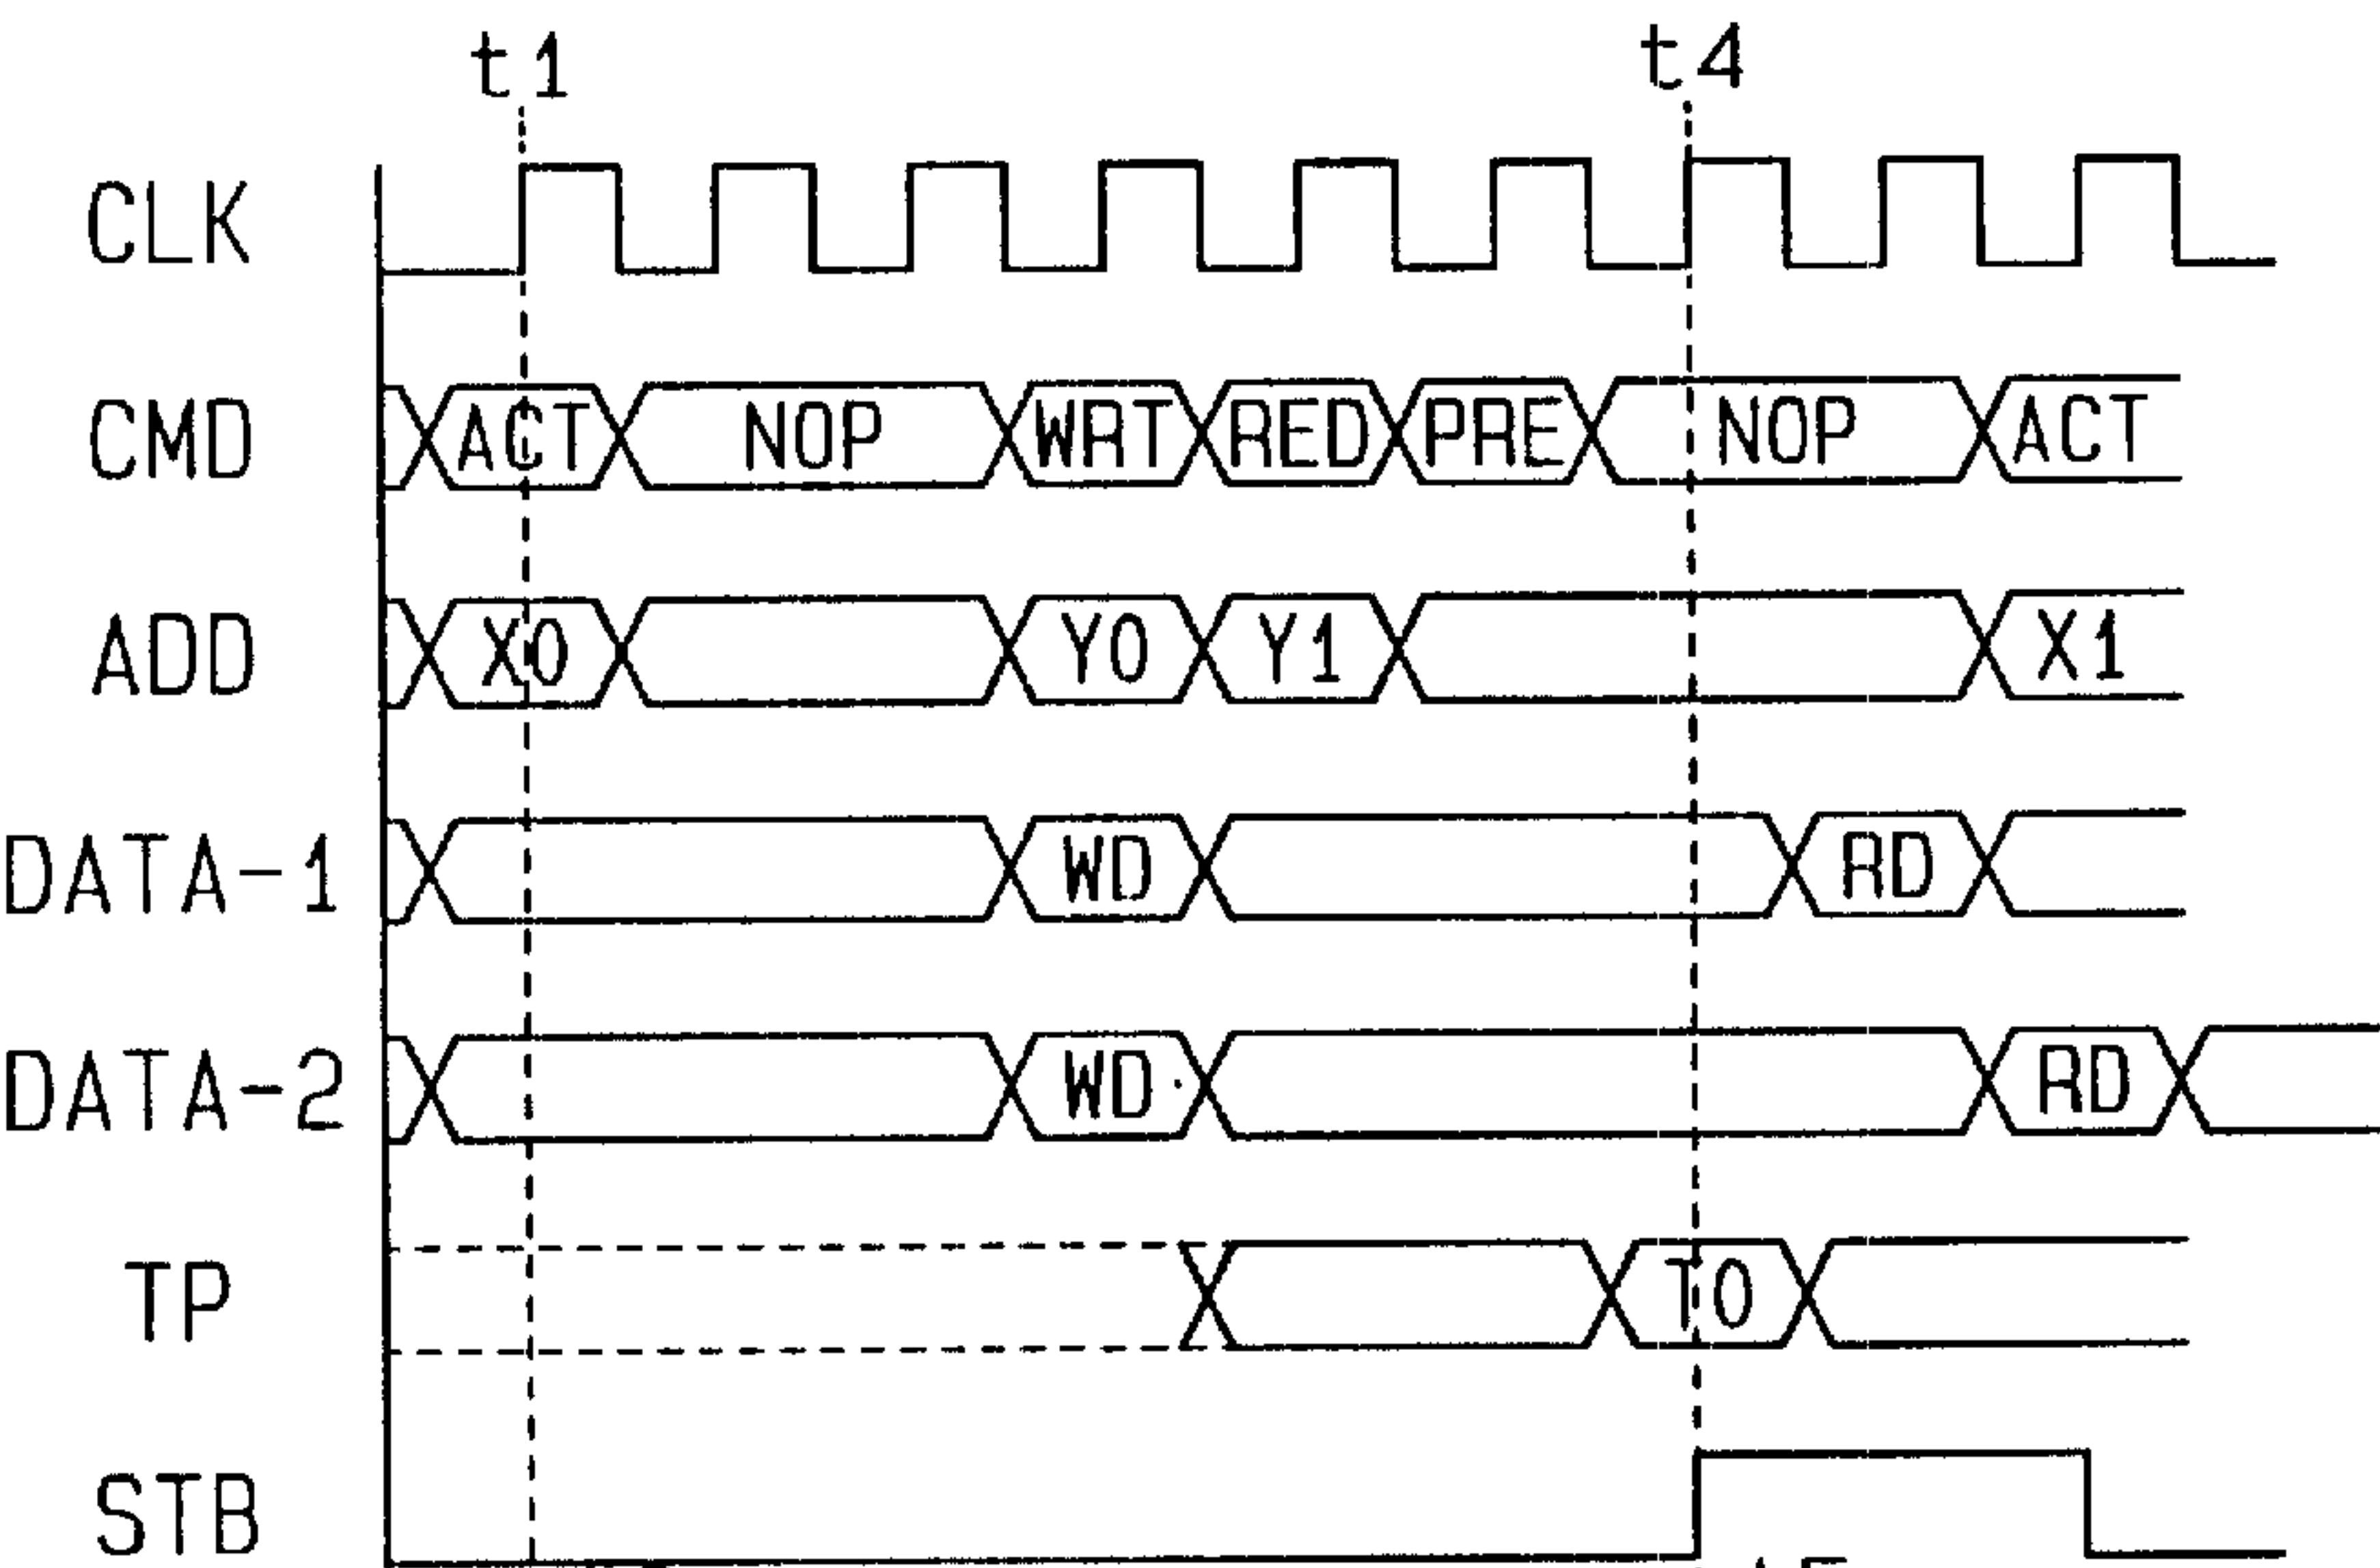 t1 t4
CLK
CMD ACT NOP WRT RED PRE NOP ACT
ADD X0 Y0 Y1 X1
DATA-1 WD RD
DATA-2 WD RD
TP T0
STB